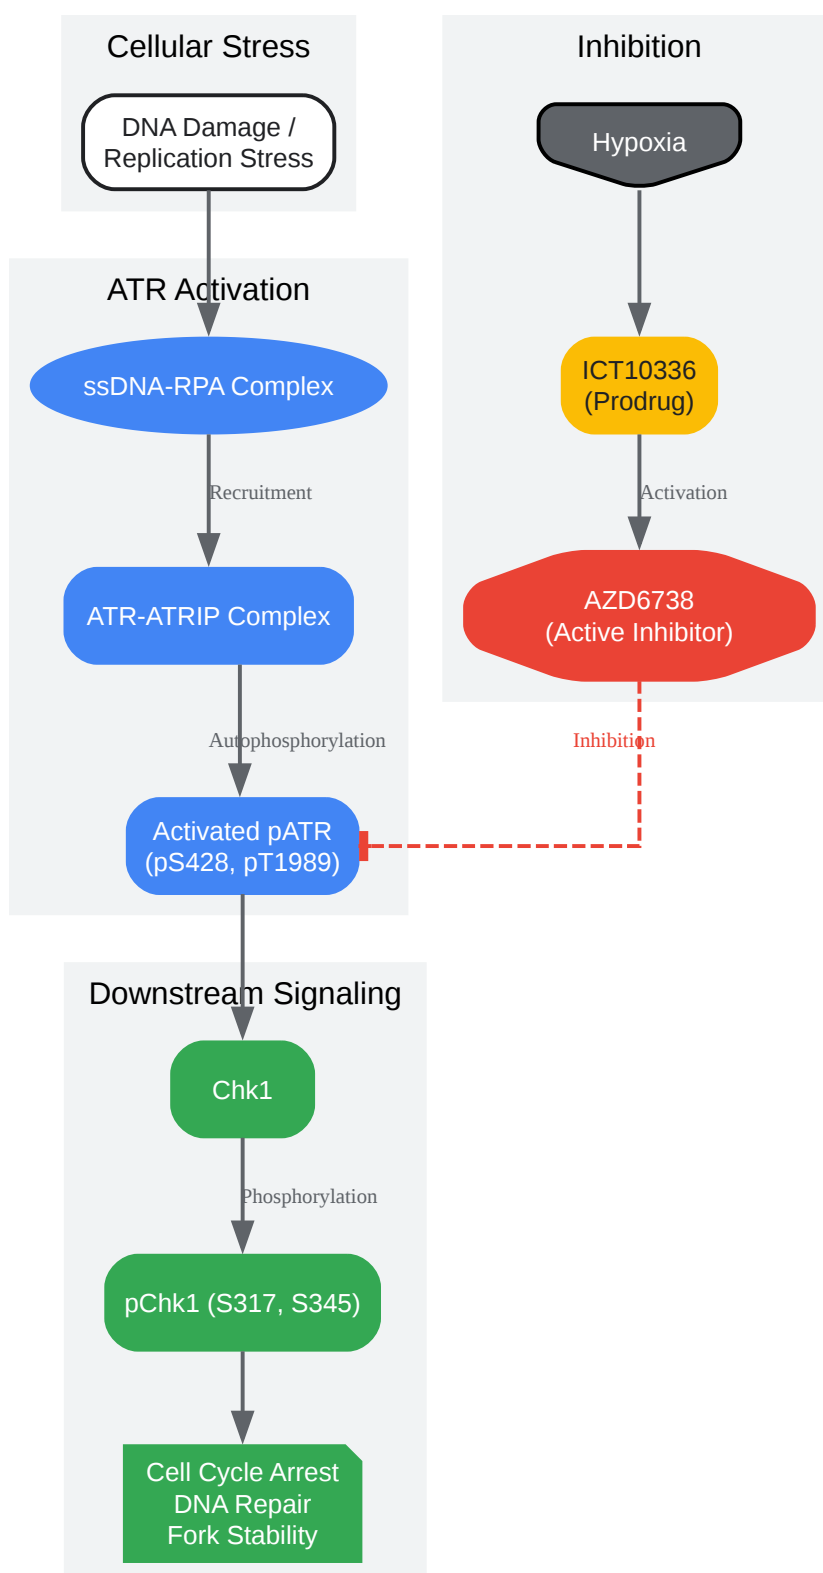 Cellular Stress
DNA Damage /
Replication Stress
ATR Activation
ssDNA-RPA Complex
Recruitment
ATR-ATRIP Complex
Autophosphorylation
Activated pATR
(pS428, pT1989)
Downstream Signaling
Chk1
Phosphorylation
pChk1 (S317, S345)
Cell Cycle Arrest
DNA Repair
Fork Stability
Inhibition
Hypoxia
ICT10336
(Prodrug)
Activation
AZD6738
(Active Inhibitor)
Inhibition